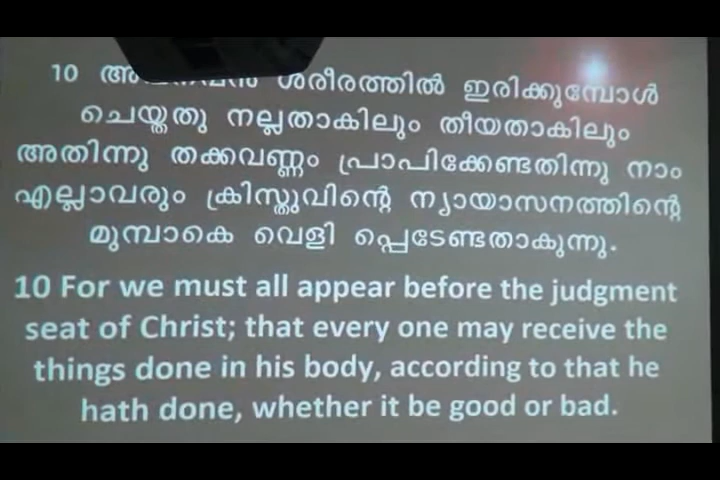 10 ശരീരത്തിൽ ഇരിക്കുമ്പോൾ
ചെയ്തതു നല്ലതാകിലും തീയതാകിലും
അതിന്നു തക്കവണ്ണം പ്രാപിക്കേണ്ടതിന്നു നാം
എല്ലാവരും ക്രിസ്തുവിന്റെ ന്യായാസനത്തിന്റെ
മുമ്പാകെ വെളി പ്പെടേണ്ടതാകുന്നു.
10 For we must all appear before the judgment
seat of Christ; that every one may receive the
things done in his body, according to that he
hath done, whether it be good or bad.